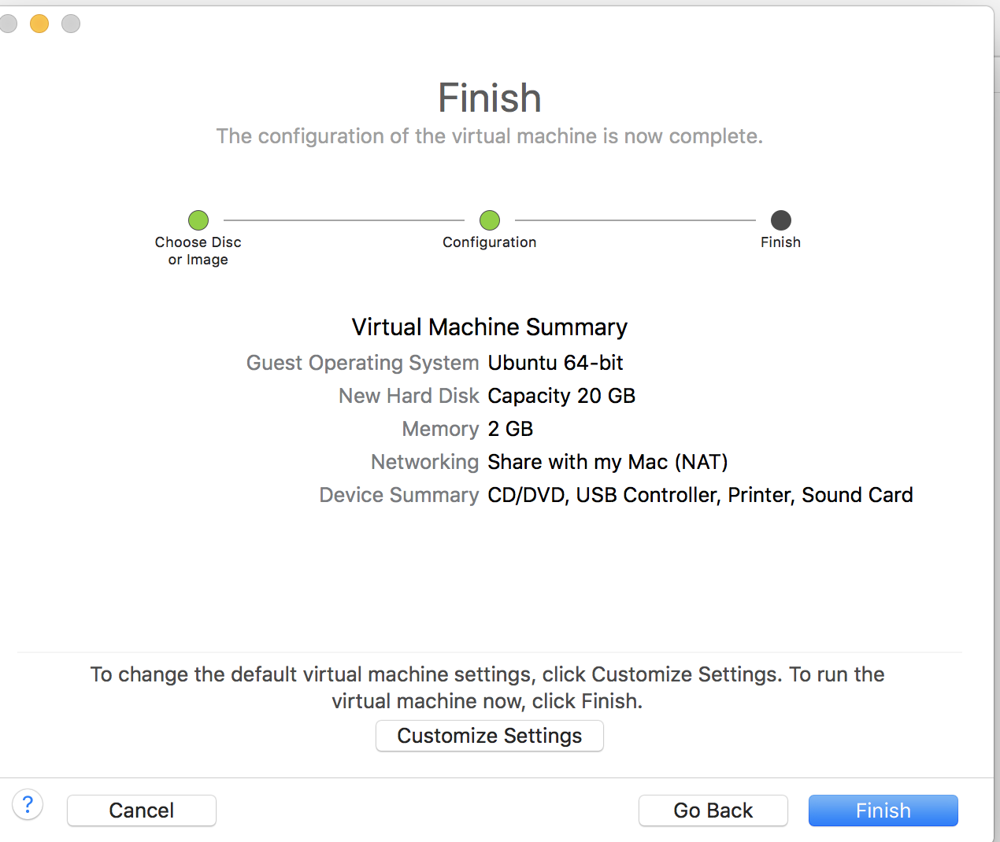 Finish
The configuration of the virtual machine is now complete.
Choose Disc
or Image
Configuration
Finish
Virtual Machine Summary
Guest Operating System Ubuntu 64-bit
New Hard Disk Capacity 20 GB
Memory 2 GB
Networking Share with my Mac (NAT)
Device Summary CD/DVD, USB Controller, Printer, Sound Card
To change the default virtual machine settings, click Customize Settings. To run the
virtual machine now, click Finish.
Customize Settings
? Cancel Go Back Finish